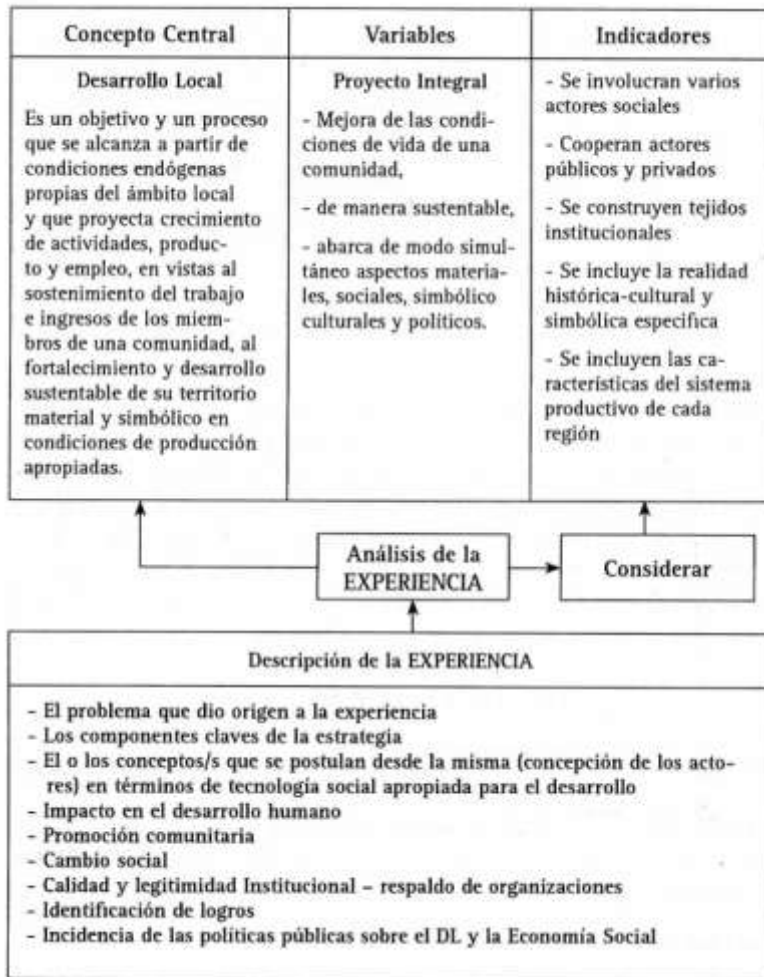 Concepto Central
Desarrollo Local
Es un objetivo y un proceso
que se alcanza a partir de
condiciones endógenas
propias del ámbito local
y que proyecta crecimiento
de actividades, produc-
to y empleo, en vistas al
sostenimiento del trabajo
e ingresos de los miem-
bros de una comunidad, al
fortalecimiento y desarrollo
sustentable de su territorio
material y simbólico en
condiciones de producción
apropiadas.
Variables
Proyecto Integral
- Mejora de las condi-
ciones de vida de una
comunidad,
- de manera sustentable,
- abarca de modo simul-
táneo aspectos materia-
les, sociales, simbólico
culturales y políticos.
Indicadores
- Se involucran varios
actores sociales
- Cooperan actores
públicos y privados
- Se construyen tejidos
institucionales
- Se incluye la realidad
histórica-cultural y
simbólica especifica
- Se incluyen las ca-
racterísticas del sistema
productivo de cada
región
Análisis de la
EXPERIENCIA
Considerar
Descripción de la EXPERIENCIA
- El problema que dio origen a la experiencia
- Los componentes claves de la estrategia
- El o los conceptos/s que se postulan desde la misma (concepción de los acto-
res) en términos de tecnología social apropiada para el desarrollo
- Impacto en el desarrollo humano
- Promoción comunitaria
- Cambio social
- Calidad y legitimidad Institucional – respaldo de organizaciones
- Identificación de logros
- Incidencia de las políticas públicas sobre el DL y la Economía Social